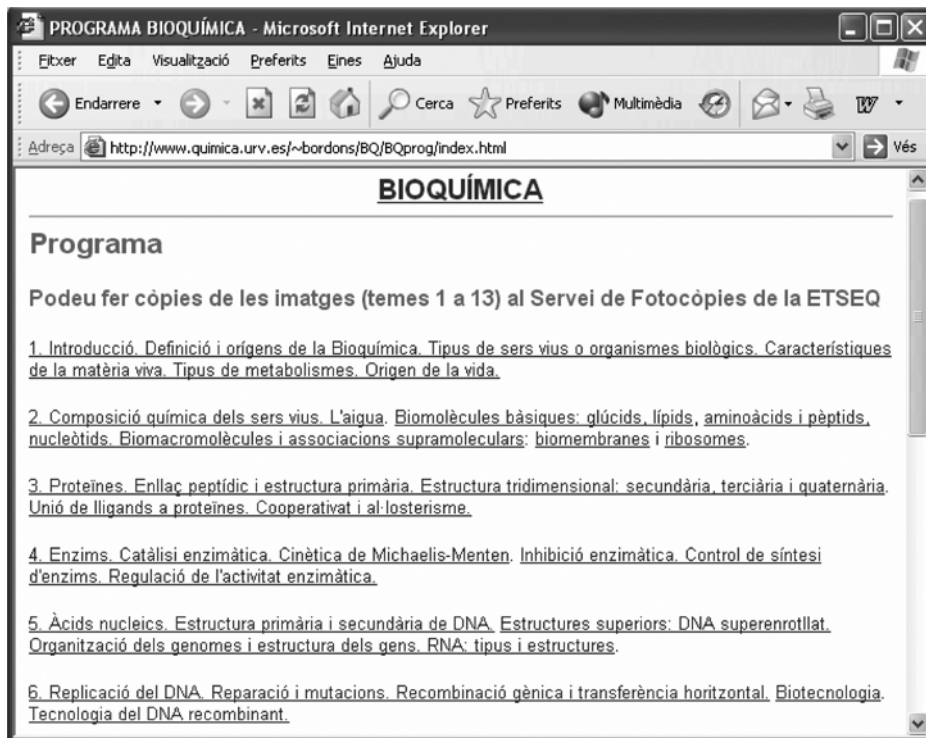 PROGRAMA BIOQUÍMICA - Microsoft Internet Explorer
Fitxer Edita Visualització Preferits Eines Ajuda
Endarrere Cerca Preferits Multimèdia
Adreça http://www.quimica.urv.es/~bordons/BQ/BQprog/index.html Vés
BIOQUÍMICA
Programa
Podeu fer còpies de les imatges (temes 1 a 13) al Servei de Fotocòpies de la ETSEQ
1. Introducció. Definició i orígens de la Bioquímica. Tipus de sers vius o organismes biològics. Característiques
de la matèria viva. Tipus de metabolismes. Origen de la vida.
2. Composició química dels sers vius. L'aigua. Biomolècules bàsiques: glúcids, lípids, aminoàcids i pèptids,
nucleòtids. Biomacromolècules i associacions supramoleculars: biomembranes i ribosomes.
3. Proteïnes. Enllaç peptídic i estructura primària. Estructura tridimensional: secundària, terciària i quaternària.
Unió de lligands a proteïnes. Cooperativat i al·losterisme.
4. Enzims. Catàlisi enzimàtica. Cinètica de Michaelis-Menten. Inhibició enzimàtica. Control de síntesi
d'enzims. Regulació de l'activitat enzimàtica.
5. Àcids nucleics. Estructura primària i secundària de DNA. Estructures superiors: DNA superenrotllat.
Organització dels genomes i estructura dels gens. RNA: tipus i estructures.
6. Replicació del DNA. Reparació i mutacions. Recombinació gènica i transferència horitzontal. Biotecnologia.
Tecnologia del DNA recombinant.